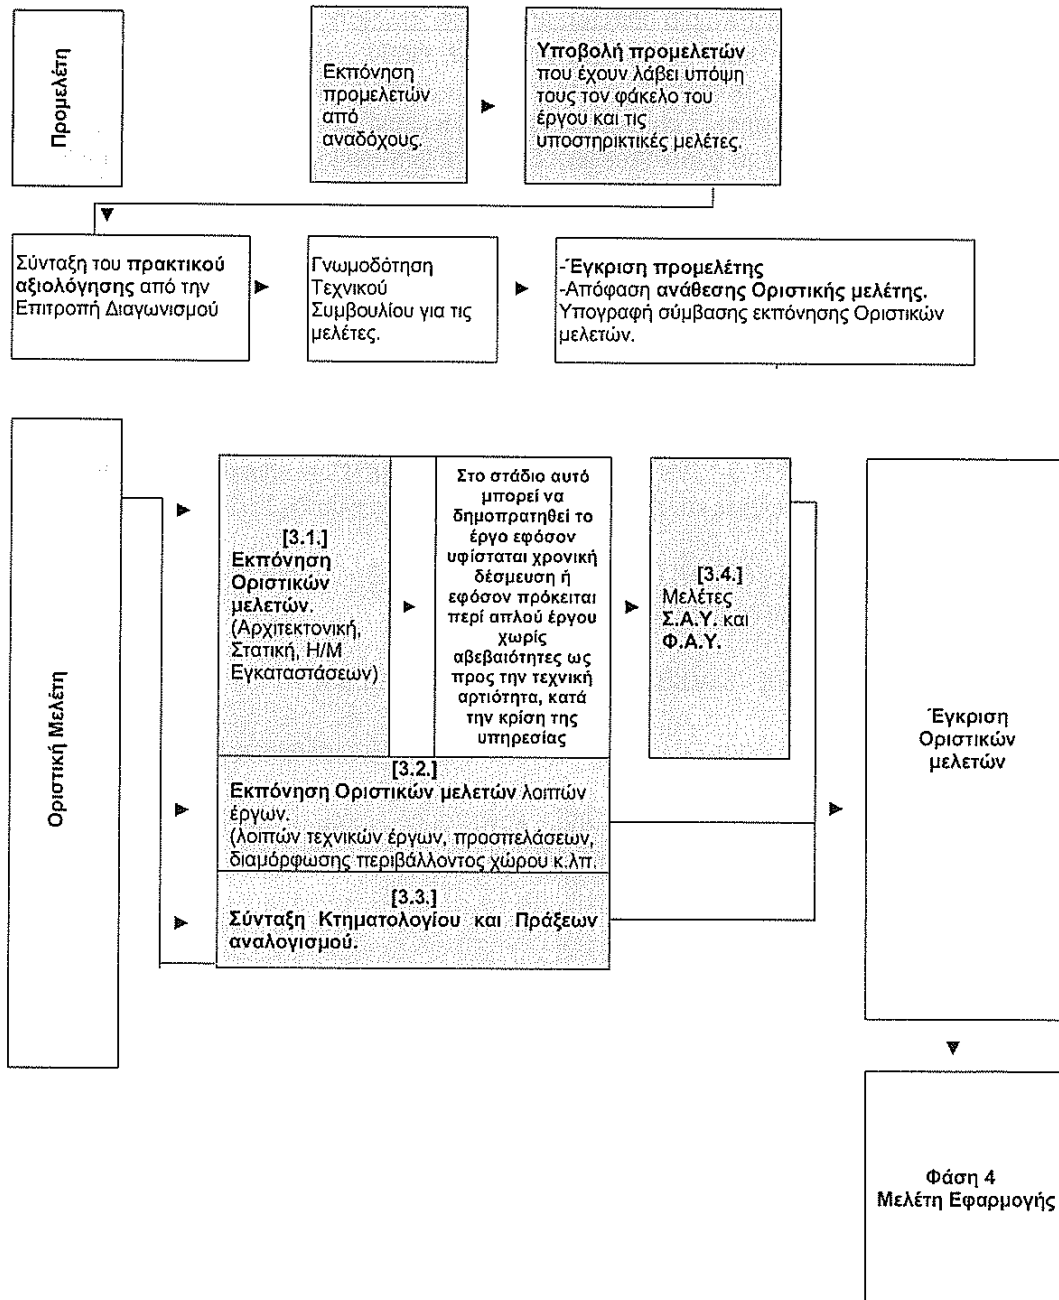 Προμελέτη
Εκπόνηση
προμελετών
από
αναδόχους.
Υποβολή προμελετών
που έχουν λάβει υπόψη
τους τον φάκελο του
έργου και τις
υποστηρικτικές μελέτες.
Σύνταξη του πρακτικού
αξιολόγησης από την
Επιτροπή Διαγωνισμού
Γνωμοδότηση
Τεχνικού
Συμβουλίου για τις
μελέτες.
-Έγκριση προμελέτης
-Απόφαση ανάθεσης Οριστικής μελέτης.
Υπογραφή σύμβασης εκπόνησης Οριστικών
μελετών.
Οριστική Μελέτη
[3.1.]
Εκπόνηση
Οριστικών
μελετών.
(Αρχιτεκτονική,
Στατική, Η/Μ
Εγκαταστάσεων)
Στο στάδιο αυτό
μπορεί να
δημοπρατηθεί το
έργο εφόσον
υφίσταται χρονική
δέσμευση ή
εφόσον πρόκειται
περί απλού έργου
χωρίς
αβεβαιότητες ως
προς την τεχνική
αρτιότητα, κατά
την κρίση της
υπηρεσίας
[3.4.]
Μελέτες
Σ.Α.Υ. και
Φ.Α.Υ.
[3.2.]
Εκπόνηση Οριστικών μελετών λοιπών
έργων.
(λοιπών τεχνικών έργων, προσπελάσεων,
διαμόρφωσης περιβάλλοντος χώρου κ.λπ.
[3.3.]
Σύνταξη Κτηματολογίου και Πράξεων
αναλογισμού.
Έγκριση
Οριστικών
μελετών
Φάση 4
Μελέτη Εφαρμογής